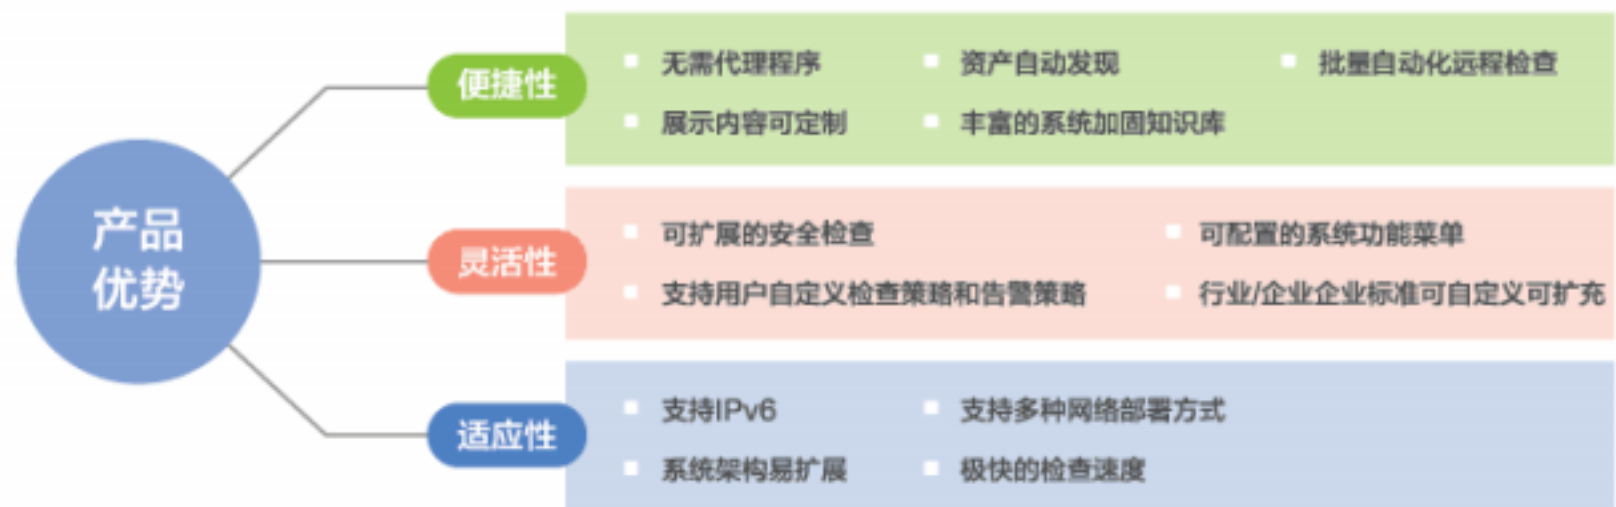 产品
优势
便捷性
无需代理程序
资产自动发现
批量自动化远程检查
展示内容可定制
丰富的系统加固知识库
灵活性
可扩展的安全检查
可配置的系统功能菜单
支持用户自定义检查策略和告警策略
行业/企业企业标准可自定义可扩充
适应性
支持IPv6
支持多种网络部署方式
系统架构易扩展
极快的检查速度